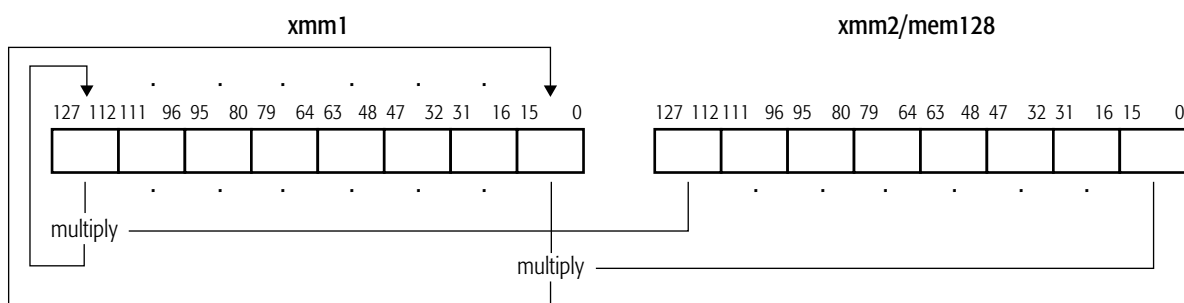 xmm1 xmm2/mem128
127 112 111 96 95 80 79 64 63 48 47 32 31 16 15 0 127 112 111 96 95 80 79 64 63 48 47 32 31 16 15 0
multiply
multiply